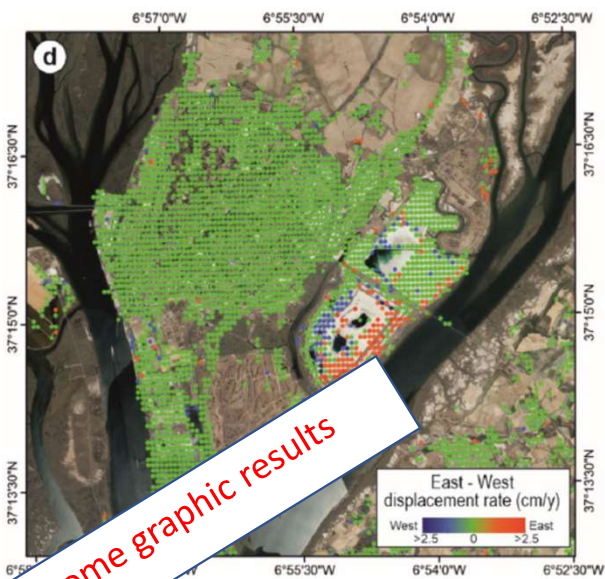 6°57'0"W 6°55'30"W 6°54'0"W 6°52'30"W
d
37°16'30"N
37°16'30"N
37°15'0"N
37°15'0"N
37°13'30"N
37°13'30"N
ome graphic results
East - West
displacement rate (cm/y)
West East
>2.5 0 >2.5
6°55'30"W 6°54'0"W 6°52'30"W